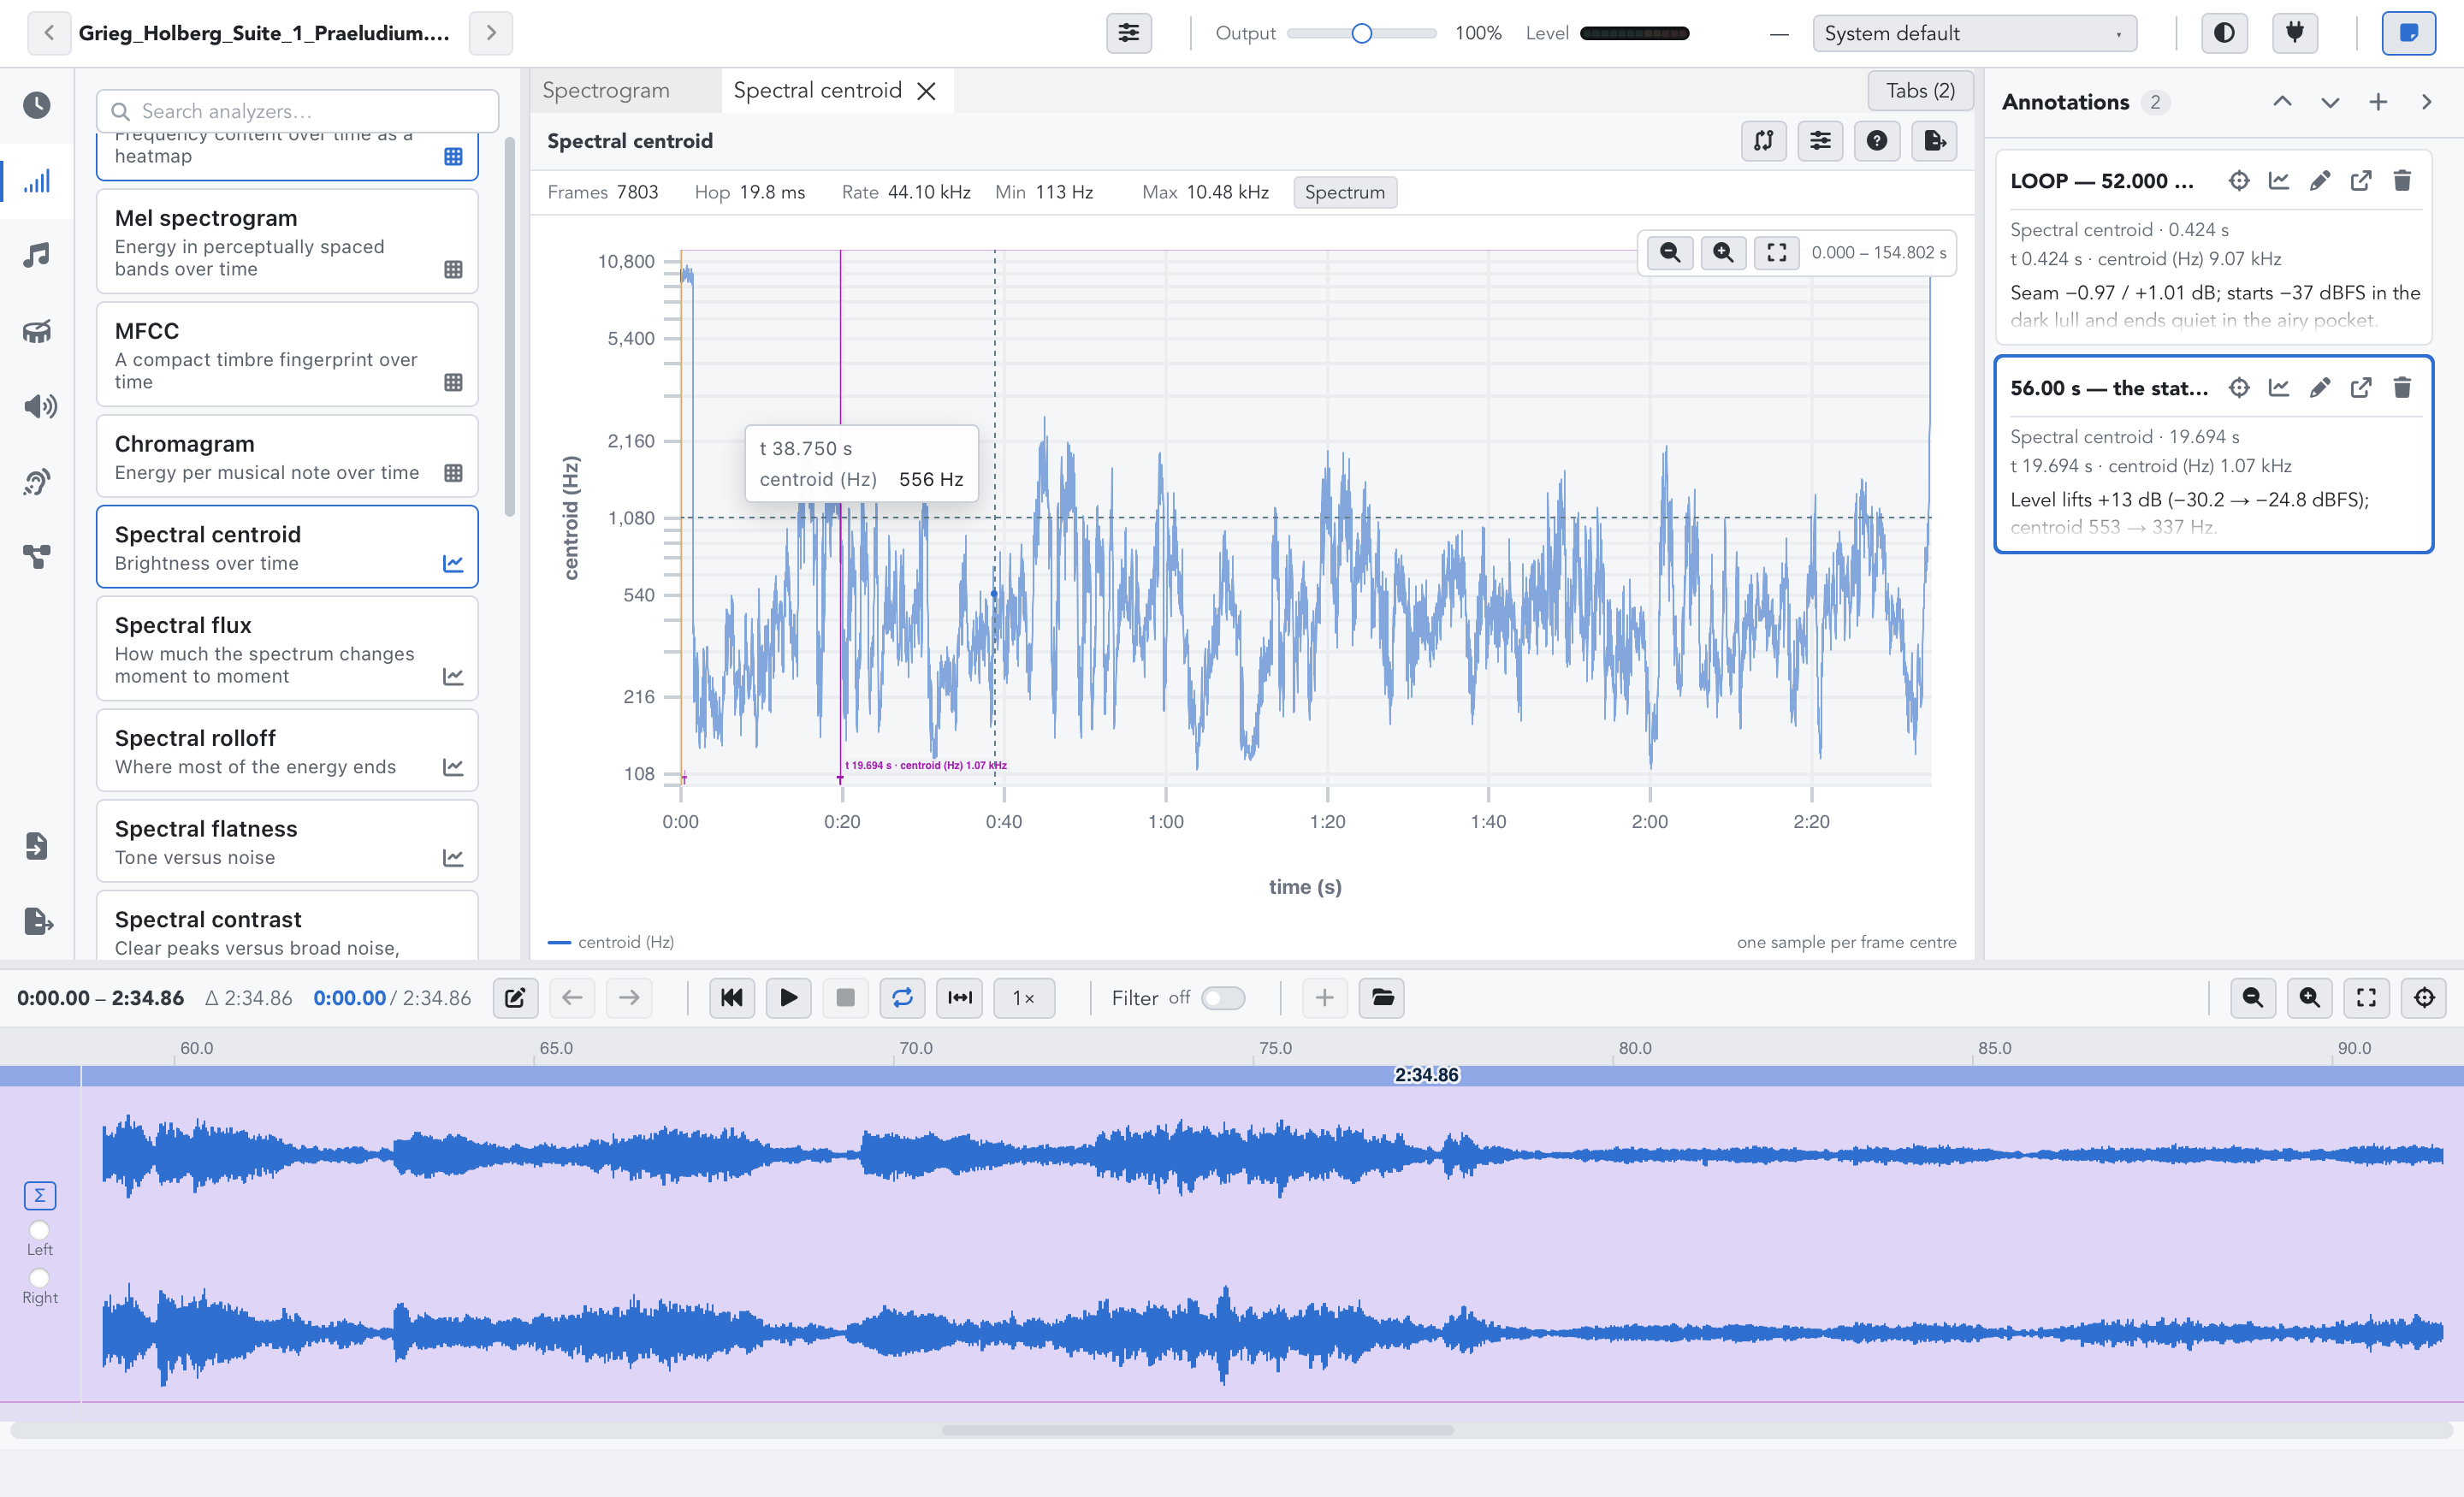 Grieg_Holberg_Suite_1_Praeludium....
Output 100% Level — System default
Search analyzers...
Frequency content over time as a
heatmap
Mel spectrogram
Energy in perceptually spaced
bands over time
MFCC
A compact timbre fingerprint over
time
Chromagram
Energy per musical note over time
Spectral centroid
Brightness over time
Spectral flux
How much the spectrum changes
moment to moment
Spectral rolloff
Where most of the energy ends
Spectral flatness
Tone versus noise
Spectral contrast
Clear peaks versus broad noise,
Spectrogram Spectral centroid Tabs (2)
Spectral centroid
Frames 7803 Hop 19.8 ms Rate 44.10 kHz Min 113 Hz Max 10.48 kHz Spectrum
0.000 – 154.802 s
10,800
5,400
2,160
1,080
540
216
108
centroid (Hz)
t 38.750 s
centroid (Hz) 556 Hz
t 19.694 s · centroid (Hz) 1.07 kHz
0:00 0:20 0:40 1:00 1:20 1:40 2:00 2:20
time (s)
centroid (Hz)
one sample per frame centre
Annotations 2
LOOP — 52.000 ...
Spectral centroid · 0.424 s
t 0.424 s · centroid (Hz) 9.07 kHz
Seam −0.97 / +1.01 dB; starts −37 dBFS in the
dark lull and ends quiet in the airy pocket.
56.00 s — the stat...
Spectral centroid · 19.694 s
t 19.694 s · centroid (Hz) 1.07 kHz
Level lifts +13 dB (−30.2 → −24.8 dBFS);
centroid 553 → 337 Hz.
0:00.00 – 2:34.86 Δ 2:34.86 0:00.00 / 2:34.86 1× Filter off
60.0 65.0 70.0 75.0 80.0 85.0 90.0
2:34.86
Σ
Left
Right